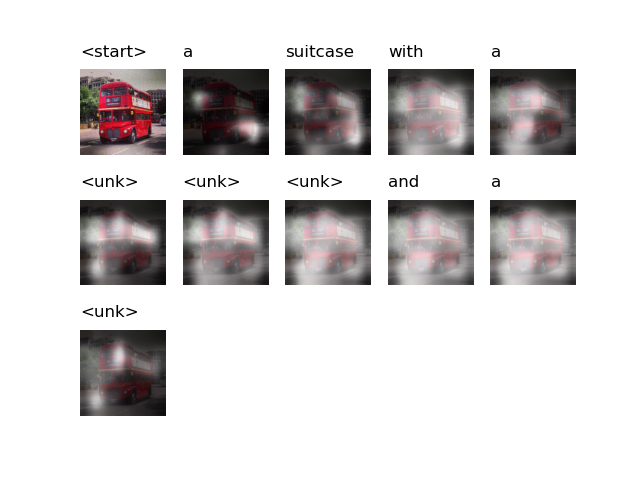 <start> a suitcase with a
<unk> <unk> <unk> and a
<unk>